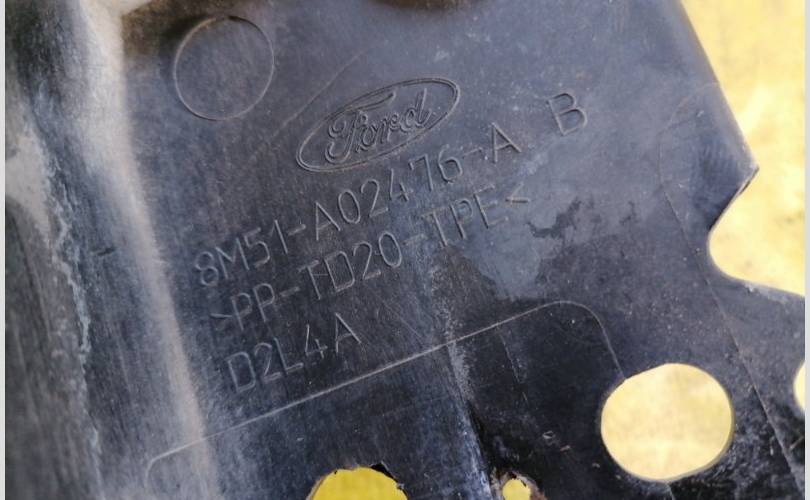 Ford
8M51-A02476-A B
>PP-TD20-TPE<
D2L4A